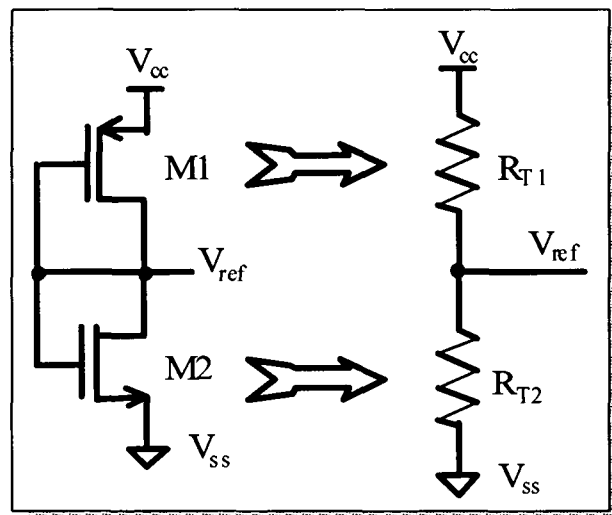 Vcc
M1
Vref
M2
Vss
Vcc
RT1
Vref
RT2
Vss